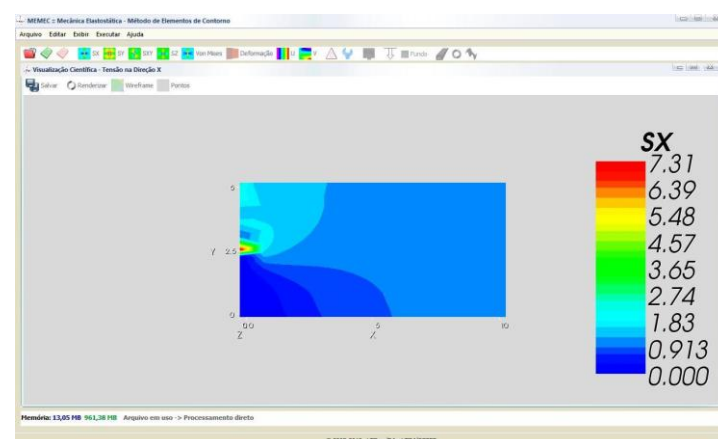 MEMEC :: Mecânica Elastostática - Método de Elementos de Contorno
Arquivo Editar Exibir Executar Ajuda
SX SY SXY SZ Von Mises Deformação U V Fundo
Visualização Científica - Tensão na Direção X
Salvar Renderizar Wireframe Pontos
SX
7.31
6.39
5.48
4.57
3.65
2.74
1.83
0.913
0.000
5
Y 2.5
0
0.0 5 10
Z X
Memória: 13,05 MB 961,38 MB Arquivo em uso -> Processamento direto